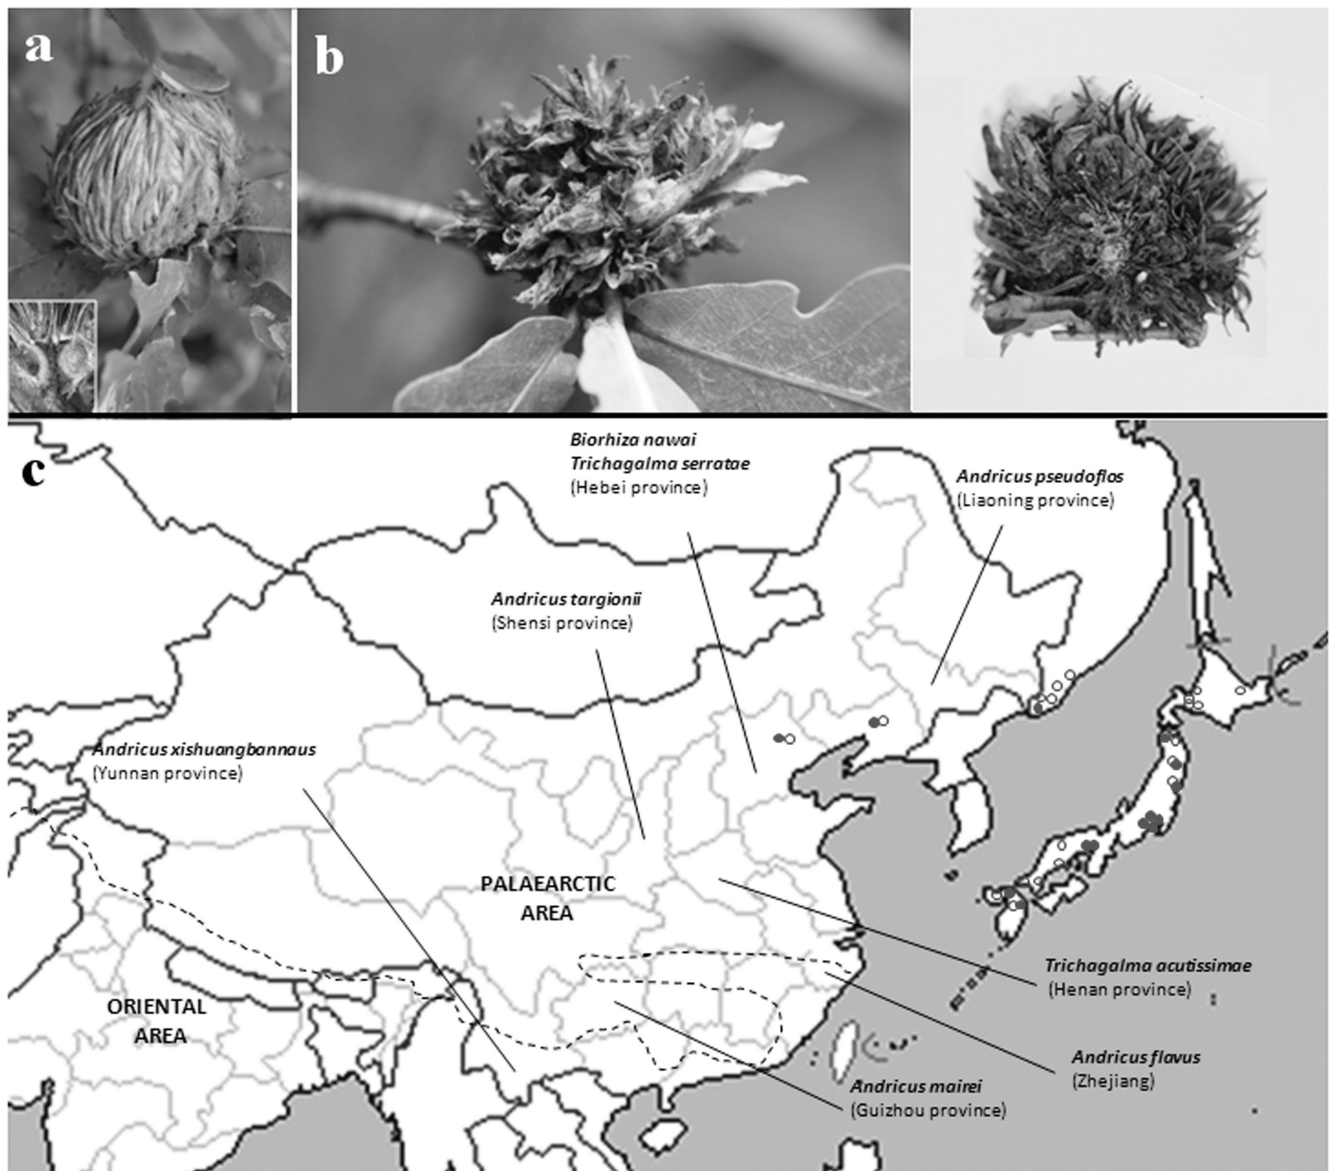 a
b
c
Biorhiza nawai
Trichagalma serratae
(Hebei province)
Andricus pseudoflos
(Liaoning province)
Andricus targionii
(Shensi province)
Andricus xishuangbannaus
(Yunnan province)
PALAEARCTIC
AREA
ORIENTAL
AREA
Trichagalma acutissimae
(Henan province)
Andricus flavus
(Zhejiang)
Andricus mairei
(Guizhou province)